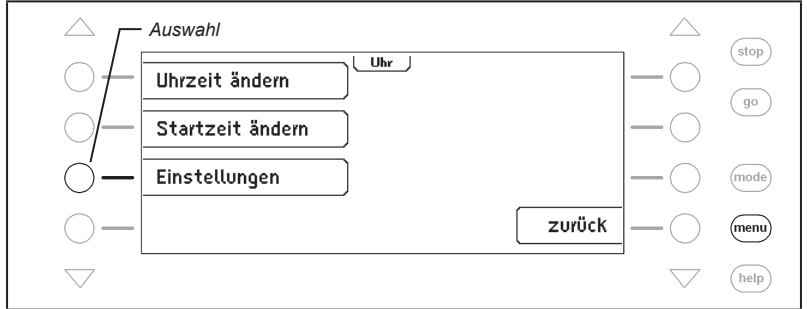 Auswahl
stop
Uhr
Uhrzeit ändern
go
Startzeit ändern
Einstellungen
mode
zurück
menu
help